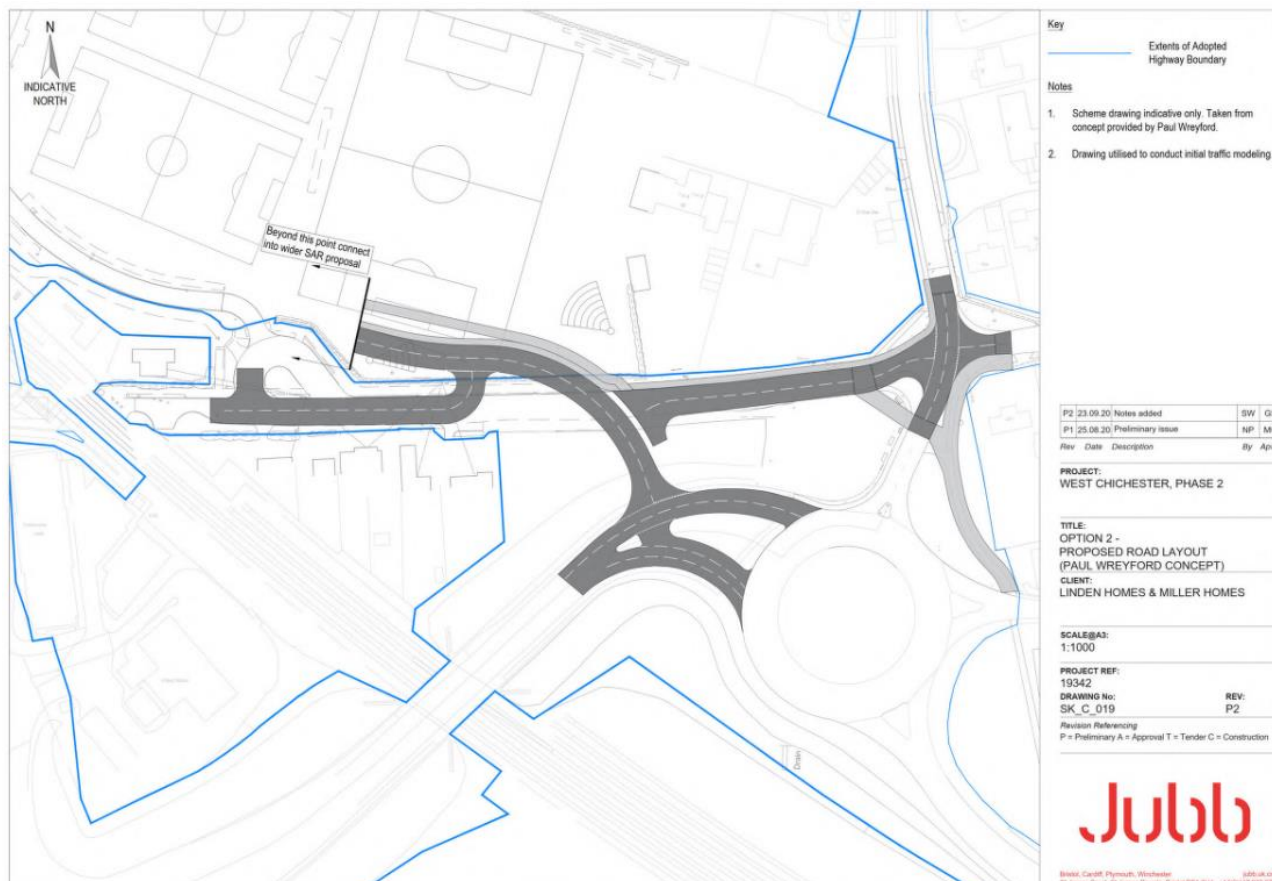 N
INDICATIVE
NORTH
Beyond this point connect
into wider SAR proposal
Drain
Key
Extents of Adopted
Highway Boundary
Notes
1. Scheme drawing indicative only. Taken from
concept provided by Paul Wreyford.
2. Drawing utilised to conduct initial traffic modeling
P2 23.09.20 Notes added SW
P1 25.08.20 Preliminary issue NP
Rev Date Description By
PROJECT:
WEST CHICHESTER, PHASE 2
TITLE:
OPTION 2 -
PROPOSED ROAD LAYOUT
(PAUL WREYFORD CONCEPT)
CLIENT:
LINDEN HOMES & MILLER HOMES
SCALE@A3:
1:1000
PROJECT REF:
19342
DRAWING No: REV:
SK_C_019 P2
Revision Referencing
P = Preliminary A = Approval T = Tender C = Construction
Jubb
Bristol, Cardiff, Plymouth, Winchester